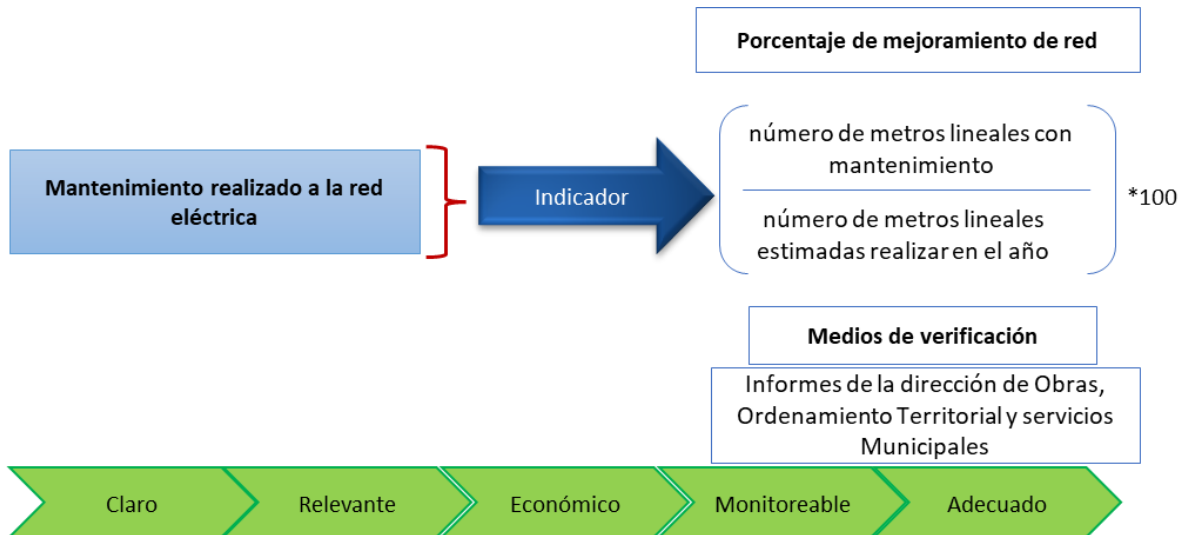 Porcentaje de mejoramiento de red
Mantenimiento realizado a la red
eléctrica
Indicador
número de metros lineales con
mantenimiento
número de metros lineales
estimadas realizar en el año
*100
Medios de verificación
Informes de la dirección de Obras,
Ordenamiento Territorial y servicios
Municipales
Claro
Relevante
Económico
Monitoreable
Adecuado